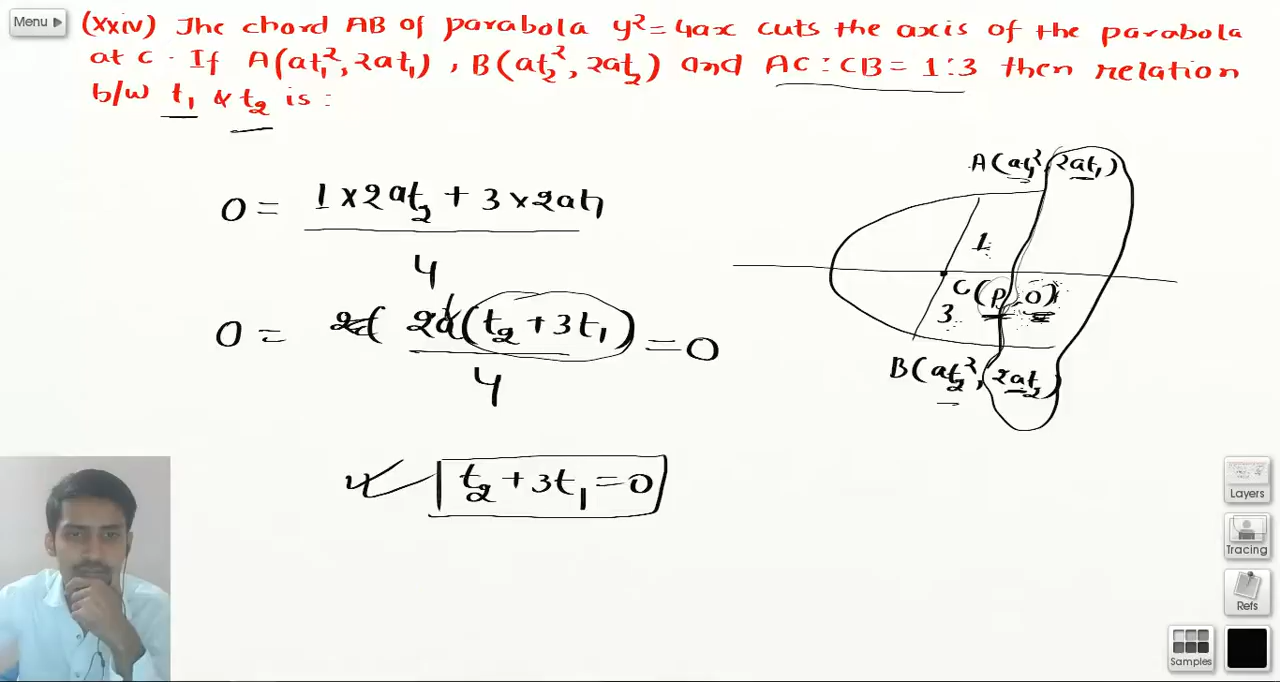 Menu
(xxiv) The chord AB of parabola y²=4ax cuts the axis of the parabola
at C. If A(at₁², 2at₁), B(at₂², 2at₂) and AC:CB=1:3 then relation
b/w t₁ & t₂ is:
A(at₁², 2at₁)
0 = 1×2at₂ + 3×2at₁
4
1
C(p, 0)
3
0 = 2a(t₂+3t₁) = 0
4
B(at₂², 2at₂)
t₂+3t₁=0
Layers
Tracing
Refs
Samples